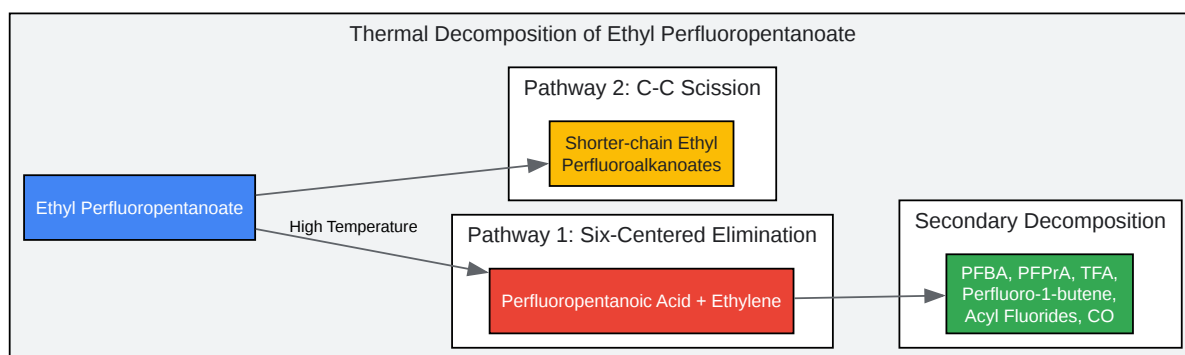 Thermal Decomposition of Ethyl Perfluoropentanoate
Pathway 2: C-C Scission
Shorter-chain Ethyl
Perfluoroalkanoates
Ethyl Perfluoropentanoate
High Temperature
Pathway 1: Six-Centered Elimination
Perfluoropentanoic Acid + Ethylene
Secondary Decomposition
PFBA, PFPrA, TFA,
Perfluoro-1-butene,
Acyl Fluorides, CO